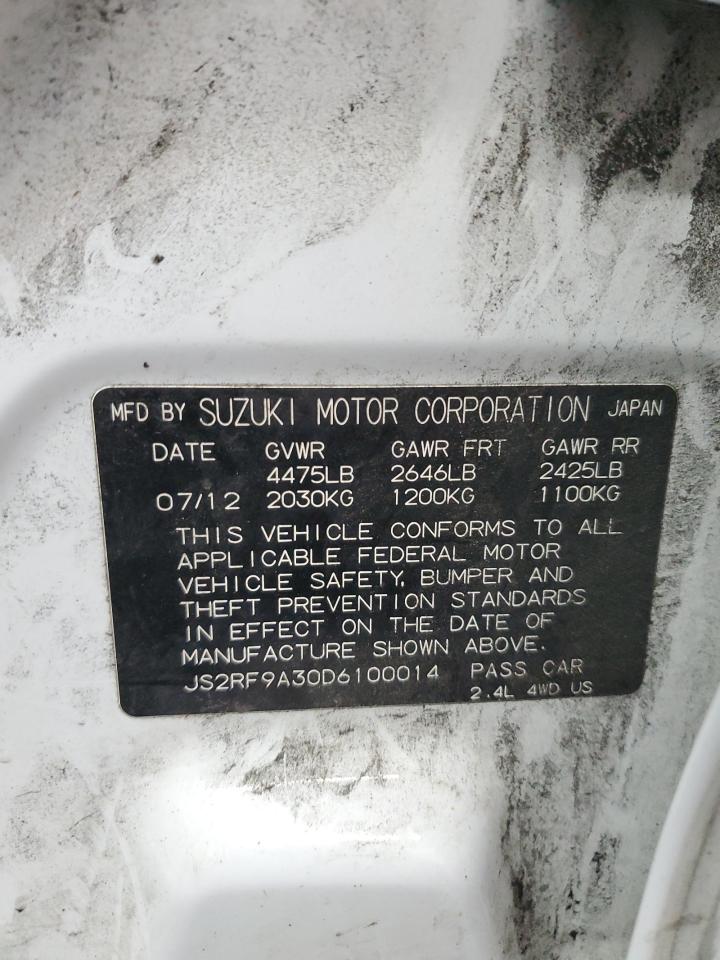 MFD BY SUZUKI MOTOR CORPORATION JAPAN
DATE GVWR GAWR FRT GAWR RR
4475LB 2646LB 2425LB
07/12 2030KG 1200KG 1100KG
THIS VEHICLE CONFORMS TO ALL
APPLICABLE FEDERAL MOTOR
VEHICLE SAFETY, BUMPER AND
THEFT PREVENTION STANDARDS
IN EFFECT ON THE DATE OF
MANUFACTURE SHOWN ABOVE.
JS2RF9A30D6100014 PASS CAR
2.4L 4WD US